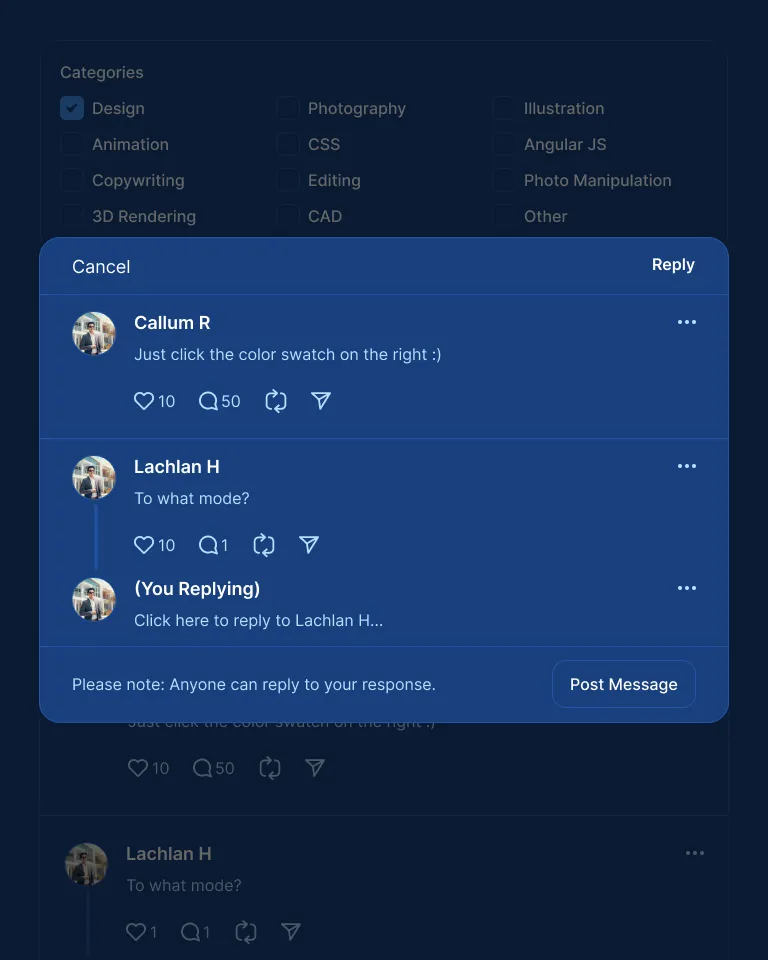 Categories
Design Photography Illustration
Animation CSS Angular JS
Copywriting Editing Photo Manipulation
3D Rendering CAD Other
Cancel Reply
Callum R
Just click the color swatch on the right :)
10 50
Lachlan H
To what mode?
10 1
(You Replying)
Click here to reply to Lachlan H...
Please note: Anyone can reply to your response. Post Message
Just click the color swatch on the right :)
10 50
Lachlan H
To what mode?
1 1